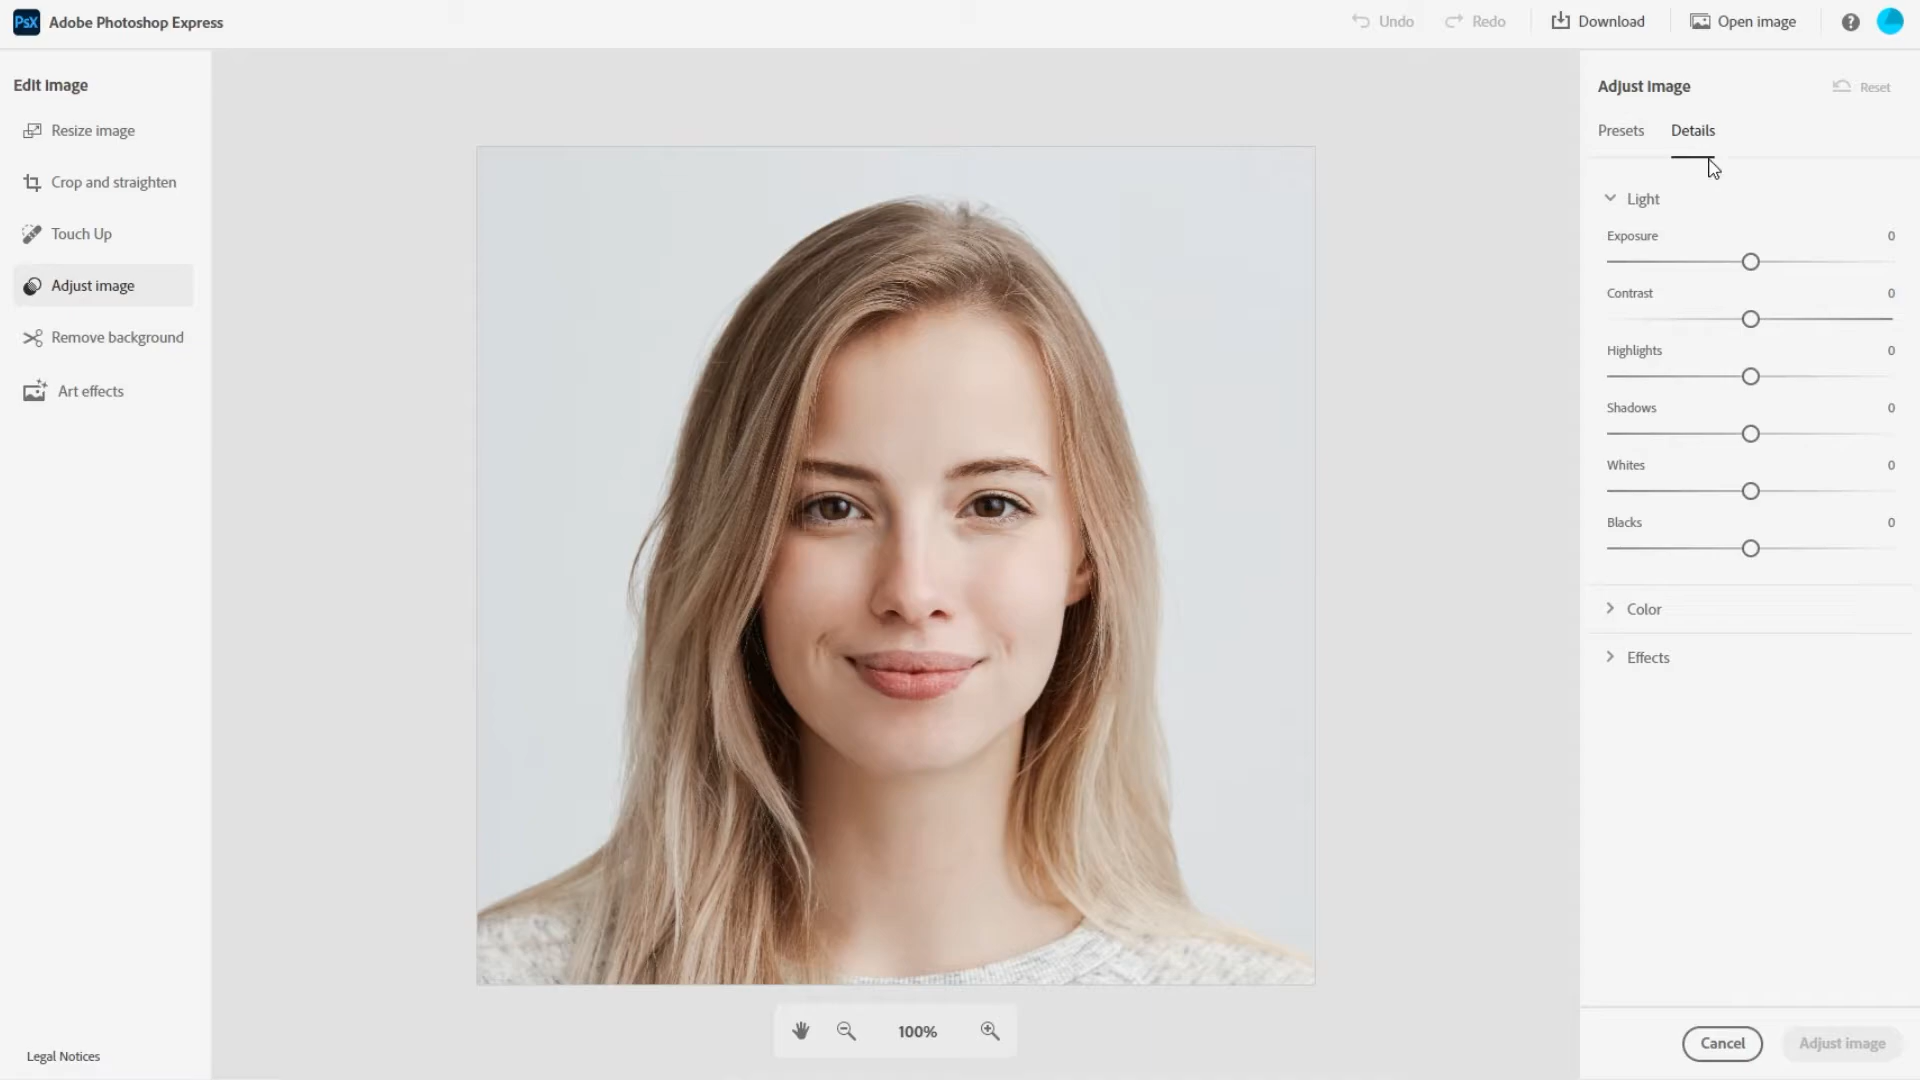 PsX Adobe Photoshop Express
Undo
Redo
Download
Open image
Edit Image
Resize image
Crop and straighten
Touch Up
Adjust image
Remove background
Art effects
Legal Notices
100%
Adjust Image
Reset
Presets
Details
Light
Exposure 0
Contrast 0
Highlights 0
Shadows 0
Whites 0
Blacks 0
Color
Effects
Cancel
Adjust image